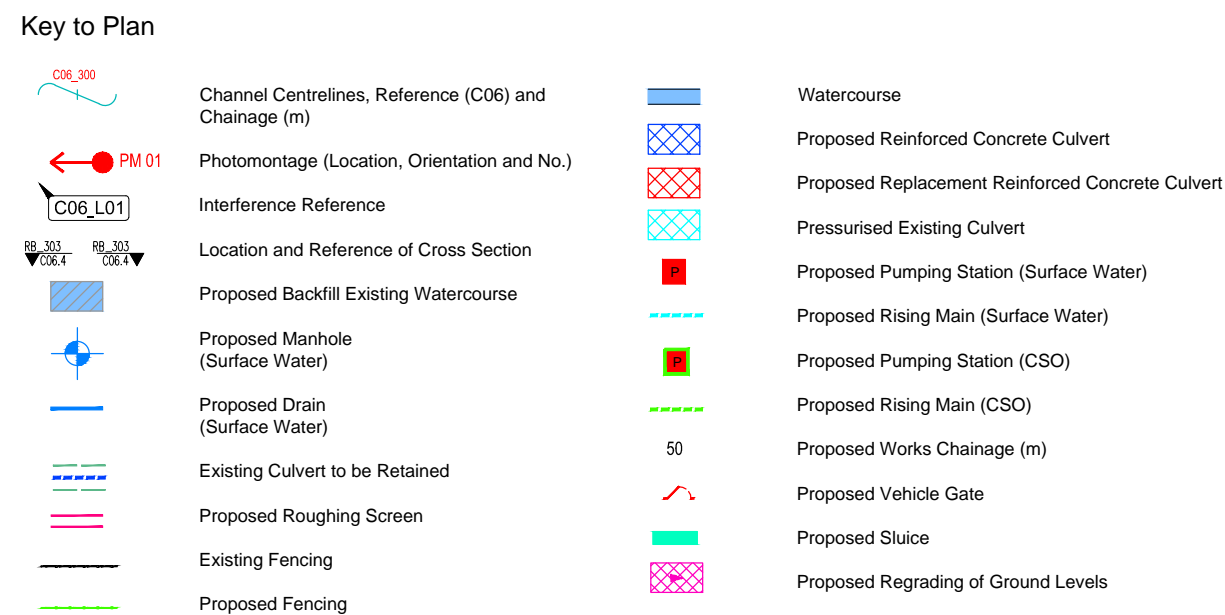 Key to Plan
C06_300
Channel Centrelines, Reference (C06) and
Chainage (m)
PM 01
Photomontage (Location, Orientation and No.)
C06_L01
Interference Reference
RB_303 RB_303
C06.4 C06.4
Location and Reference of Cross Section
Proposed Backfill Existing Watercourse
Proposed Manhole
(Surface Water)
Proposed Drain
(Surface Water)
Existing Culvert to be Retained
Proposed Roughing Screen
Existing Fencing
Proposed Fencing
Watercourse
Proposed Reinforced Concrete Culvert
Proposed Replacement Reinforced Concrete Culvert
Pressurised Existing Culvert
P
Proposed Pumping Station (Surface Water)
Proposed Rising Main (Surface Water)
P
Proposed Pumping Station (CSO)
Proposed Rising Main (CSO)
50
Proposed Works Chainage (m)
Proposed Vehicle Gate
Proposed Sluice
Proposed Regrading of Ground Levels